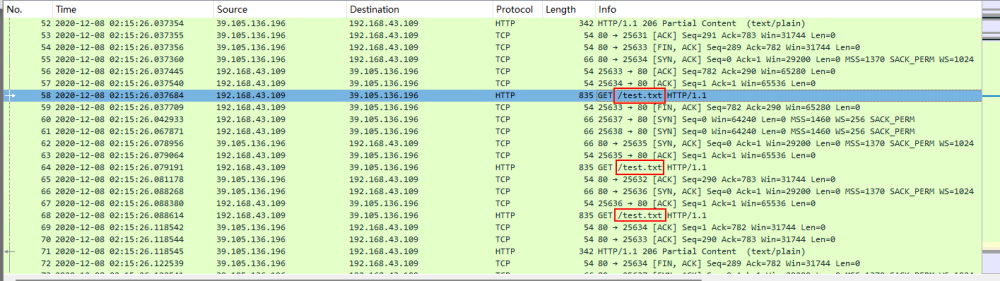 No. Time Source Destination Protocol Length Info
52 2020-12-08 02:15:26.037354 39.105.136.196 192.168.43.109 HTTP 342 HTTP/1.1 206 Partial Content (text/plain)
53 2020-12-08 02:15:26.037355 39.105.136.196 192.168.43.109 TCP 54 80 → 25631 [ACK] Seq=291 Ack=783 Win=31744 Len=0
54 2020-12-08 02:15:26.037356 39.105.136.196 192.168.43.109 TCP 54 80 → 25633 [FIN, ACK] Seq=289 Ack=782 Win=31744 Len=0
55 2020-12-08 02:15:26.037360 39.105.136.196 192.168.43.109 TCP 66 80 → 25634 [SYN, ACK] Seq=0 Ack=1 Win=29200 Len=0 MSS=1370 SACK_PERM WS=1024
56 2020-12-08 02:15:26.037445 192.168.43.109 39.105.136.196 TCP 54 25633 → 80 [ACK] Seq=782 Ack=290 Win=65280 Len=0
57 2020-12-08 02:15:26.037540 192.168.43.109 39.105.136.196 TCP 54 25634 → 80 [ACK] Seq=1 Ack=1 Win=65536 Len=0
58 2020-12-08 02:15:26.037684 192.168.43.109 39.105.136.196 HTTP 835 GET /test.txt HTTP/1.1
59 2020-12-08 02:15:26.037709 192.168.43.109 39.105.136.196 TCP 54 25633 → 80 [FIN, ACK] Seq=782 Ack=290 Win=65280 Len=0
60 2020-12-08 02:15:26.042933 192.168.43.109 39.105.136.196 TCP 66 25637 → 80 [SYN] Seq=0 Win=64240 Len=0 MSS=1460 WS=256 SACK_PERM
61 2020-12-08 02:15:26.067871 192.168.43.109 39.105.136.196 TCP 66 25638 → 80 [SYN] Seq=0 Win=64240 Len=0 MSS=1460 WS=256 SACK_PERM
62 2020-12-08 02:15:26.078956 39.105.136.196 192.168.43.109 TCP 66 80 → 25635 [SYN, ACK] Seq=0 Ack=1 Win=29200 Len=0 MSS=1370 SACK_PERM WS=1024
63 2020-12-08 02:15:26.079064 192.168.43.109 39.105.136.196 TCP 54 25635 → 80 [ACK] Seq=1 Ack=1 Win=65536 Len=0
64 2020-12-08 02:15:26.079191 192.168.43.109 39.105.136.196 HTTP 835 GET /test.txt HTTP/1.1
65 2020-12-08 02:15:26.081178 39.105.136.196 192.168.43.109 TCP 54 80 → 25632 [ACK] Seq=290 Ack=783 Win=31744 Len=0
66 2020-12-08 02:15:26.088268 39.105.136.196 192.168.43.109 TCP 66 80 → 25636 [SYN, ACK] Seq=0 Ack=1 Win=29200 Len=0 MSS=1370 SACK_PERM WS=1024
67 2020-12-08 02:15:26.088380 192.168.43.109 39.105.136.196 TCP 54 25636 → 80 [ACK] Seq=1 Ack=1 Win=65536 Len=0
68 2020-12-08 02:15:26.088614 192.168.43.109 39.105.136.196 HTTP 835 GET /test.txt HTTP/1.1
69 2020-12-08 02:15:26.118542 39.105.136.196 192.168.43.109 TCP 54 80 → 25634 [ACK] Seq=1 Ack=782 Win=31744 Len=0
70 2020-12-08 02:15:26.118544 39.105.136.196 192.168.43.109 TCP 54 80 → 25633 [ACK] Seq=290 Ack=783 Win=31744 Len=0
71 2020-12-08 02:15:26.118545 39.105.136.196 192.168.43.109 HTTP 342 HTTP/1.1 206 Partial Content (text/plain)
72 2020-12-08 02:15:26.122539 39.105.136.196 192.168.43.109 TCP 54 80 → 25634 [FIN, ACK] Seq=289 Ack=782 Win=31744 Len=0